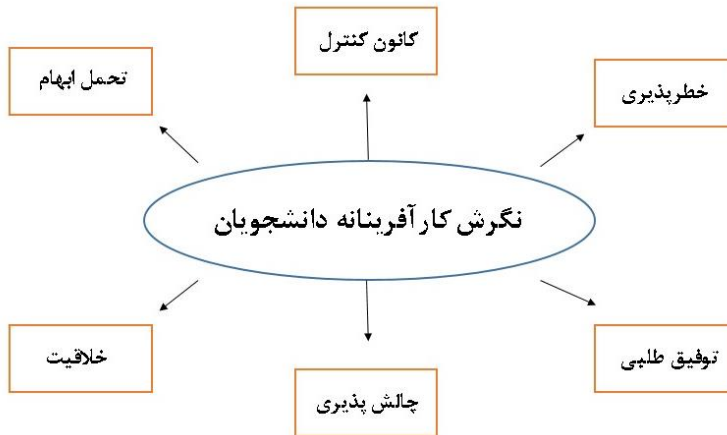 کانون کنترل
خطرپذیری
تحمل ابهام
نگرش کارآفرینانه دانشجویان
توفیق طلبی
خلاقیت
چالش پذیری